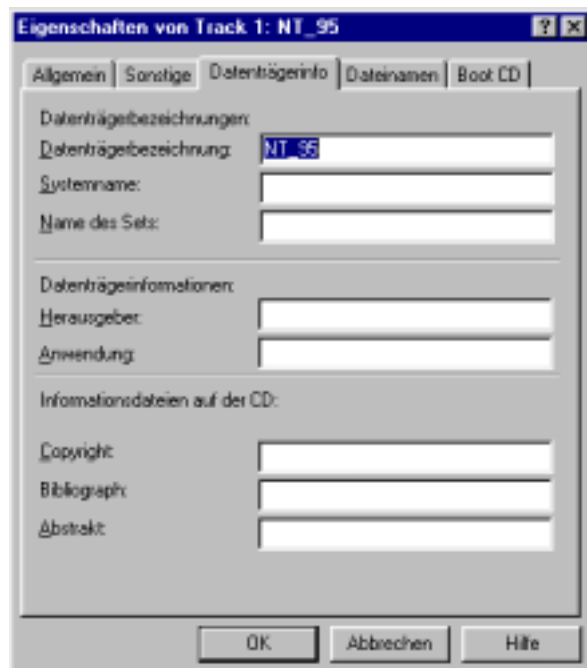 Eigenschaften von Track 1: NT_95
Allgemein Sonstige Datenträgerinfo Dateinamen Boot CD
Datenträgerbezeichnungen:
Datenträgerbezeichnung: NT_95
Systemname:
Name des Sets:
Datenträgerinformationen:
Herausgeber:
Anwendung:
Informationsdateien auf der CD:
Copyright:
Bibliograph:
Abstrakt:
OK Abbrechen Hilfe